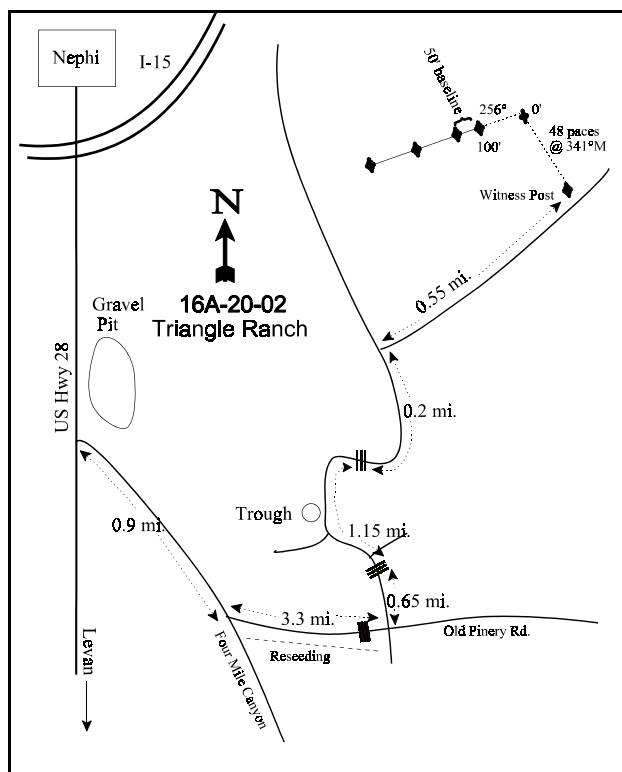 Nephi
I-15
50' baseline
256°
0'
100'
48 paces
@ 341°M
Witness Post
N
16A-20-02
Triangle Ranch
0.55 mi.
Gravel
Pit
US Hwy 28
0.2 mi.
0.9 mi.
Trough
1.15 mi.
3.3 mi.
0.65 mi.
Old Pinery Rd.
Reseeding
Four Mile Canyon
Levan